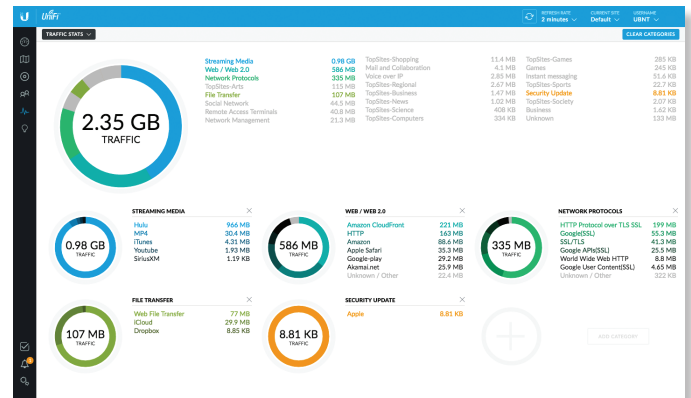 UniFi
REFRESH RATE
2 minutes
CURRENT SITE
Default
USERNAME
UBNT
TRAFFIC STATS
CLEAR CATEGORIES
2.35 GB
TRAFFIC
Streaming Media 0.98 GB
Web / Web 2.0 586 MB
Network Protocols 335 MB
TopSites-Arts 115 MB
File Transfer 107 MB
Social Network 44.5 MB
Remote Access Terminals 40.8 MB
Network Management 21.3 MB
TopSites-Shopping 11.4 MB
Mail and Collaboration 4.1 MB
Voice over IP 2.85 MB
TopSites-Regional 2.67 MB
TopSites-Business 1.47 MB
TopSites-News 1.02 MB
TopSites-Science 408 KB
TopSites-Computers 334 KB
TopSites-Games 285 KB
Games 245 KB
Instant messaging 51.6 KB
TopSites-Sports 22.7 KB
Security Update 8.81 KB
TopSites-Society 2.07 KB
Business 1.62 KB
Unknown 133 MB
STREAMING MEDIA
0.98 GB
TRAFFIC
Hulu 966 MB
MP4 30.4 MB
iTunes 4.31 MB
Youtube 1.93 MB
SiriusXM 1.19 KB
WEB / WEB 2.0
586 MB
TRAFFIC
Amazon CloudFront 221 MB
HTTP 163 MB
Amazon 88.6 MB
Apple Safari 35.3 MB
Google-play 29.2 MB
Akamai.net 25.9 MB
Unknown / Other 22.4 MB
NETWORK PROTOCOLS
335 MB
TRAFFIC
HTTP Protocol over TLS SSL 199 MB
Google(SSL) 55.3 MB
SSL/TLS 41.3 MB
Google APIs(SSL) 25.5 MB
World Wide Web HTTP 8.8 MB
Google User Content(SSL) 4.65 MB
Unknown / Other 322 KB
FILE TRANSFER
107 MB
TRAFFIC
Web File Transfer 77 MB
iCloud 29.9 MB
Dropbox 8.85 KB
SECURITY UPDATE
8.81 KB
TRAFFIC
Apple 8.81 KB
ADD CATEGORY